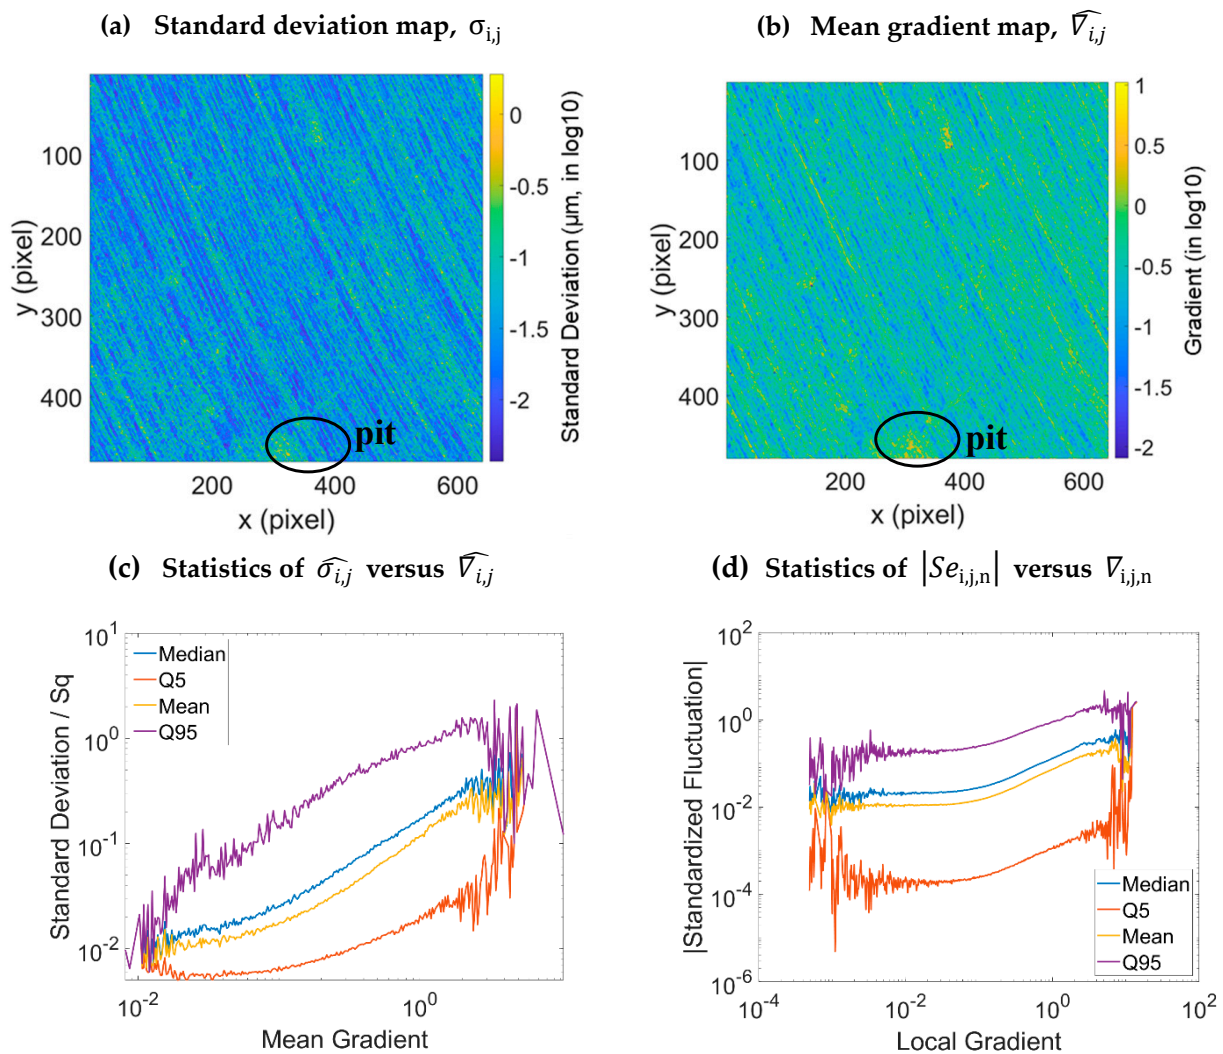 (a) Standard deviation map, σi,j
(b) Mean gradient map, ∇̂i,j
0
-0.5
-1
-1.5
-2
Standard Deviation (μm, in log10)
100
200
300
400
y (pixel)
pit
200
400
600
x (pixel)
1
0.5
0
-0.5
-1
-1.5
-2
Gradient (in log10)
100
200
300
400
y (pixel)
pit
200
400
600
x (pixel)
(c) Statistics of σ̂i,j versus ∇̂i,j
(d) Statistics of |Sei,j,n| versus ∇i,j,n
10^1
10^0
10^-1
10^-2
Standard Deviation / Sq
Median
Q5
Mean
Q95
10^-2
10^0
Mean Gradient
10^2
10^0
10^-2
10^-4
10^-6
|Standardized Fluctuation|
Median
Q5
Mean
Q95
10^-4
10^-2
10^0
10^2
Local Gradient